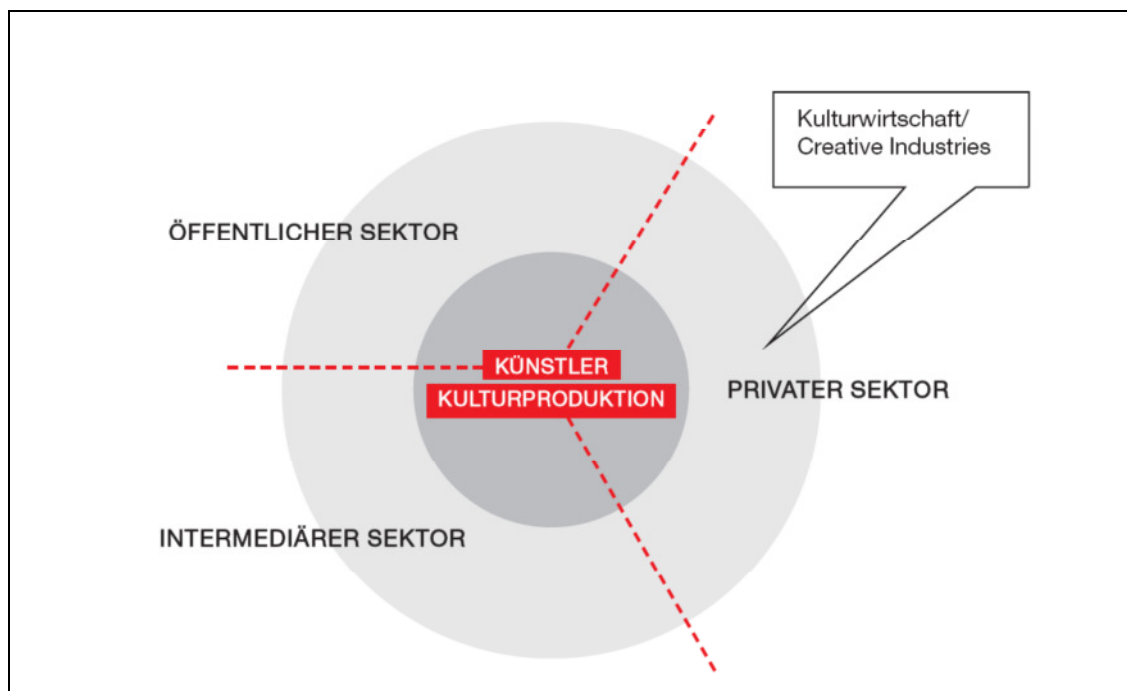 Kulturwirtschaft/
Creative Industries
ÖFFENTLICHER SEKTOR
KÜNSTLER
KULTURPRODUKTION
PRIVATER SEKTOR
INTERMEDIÄRER SEKTOR